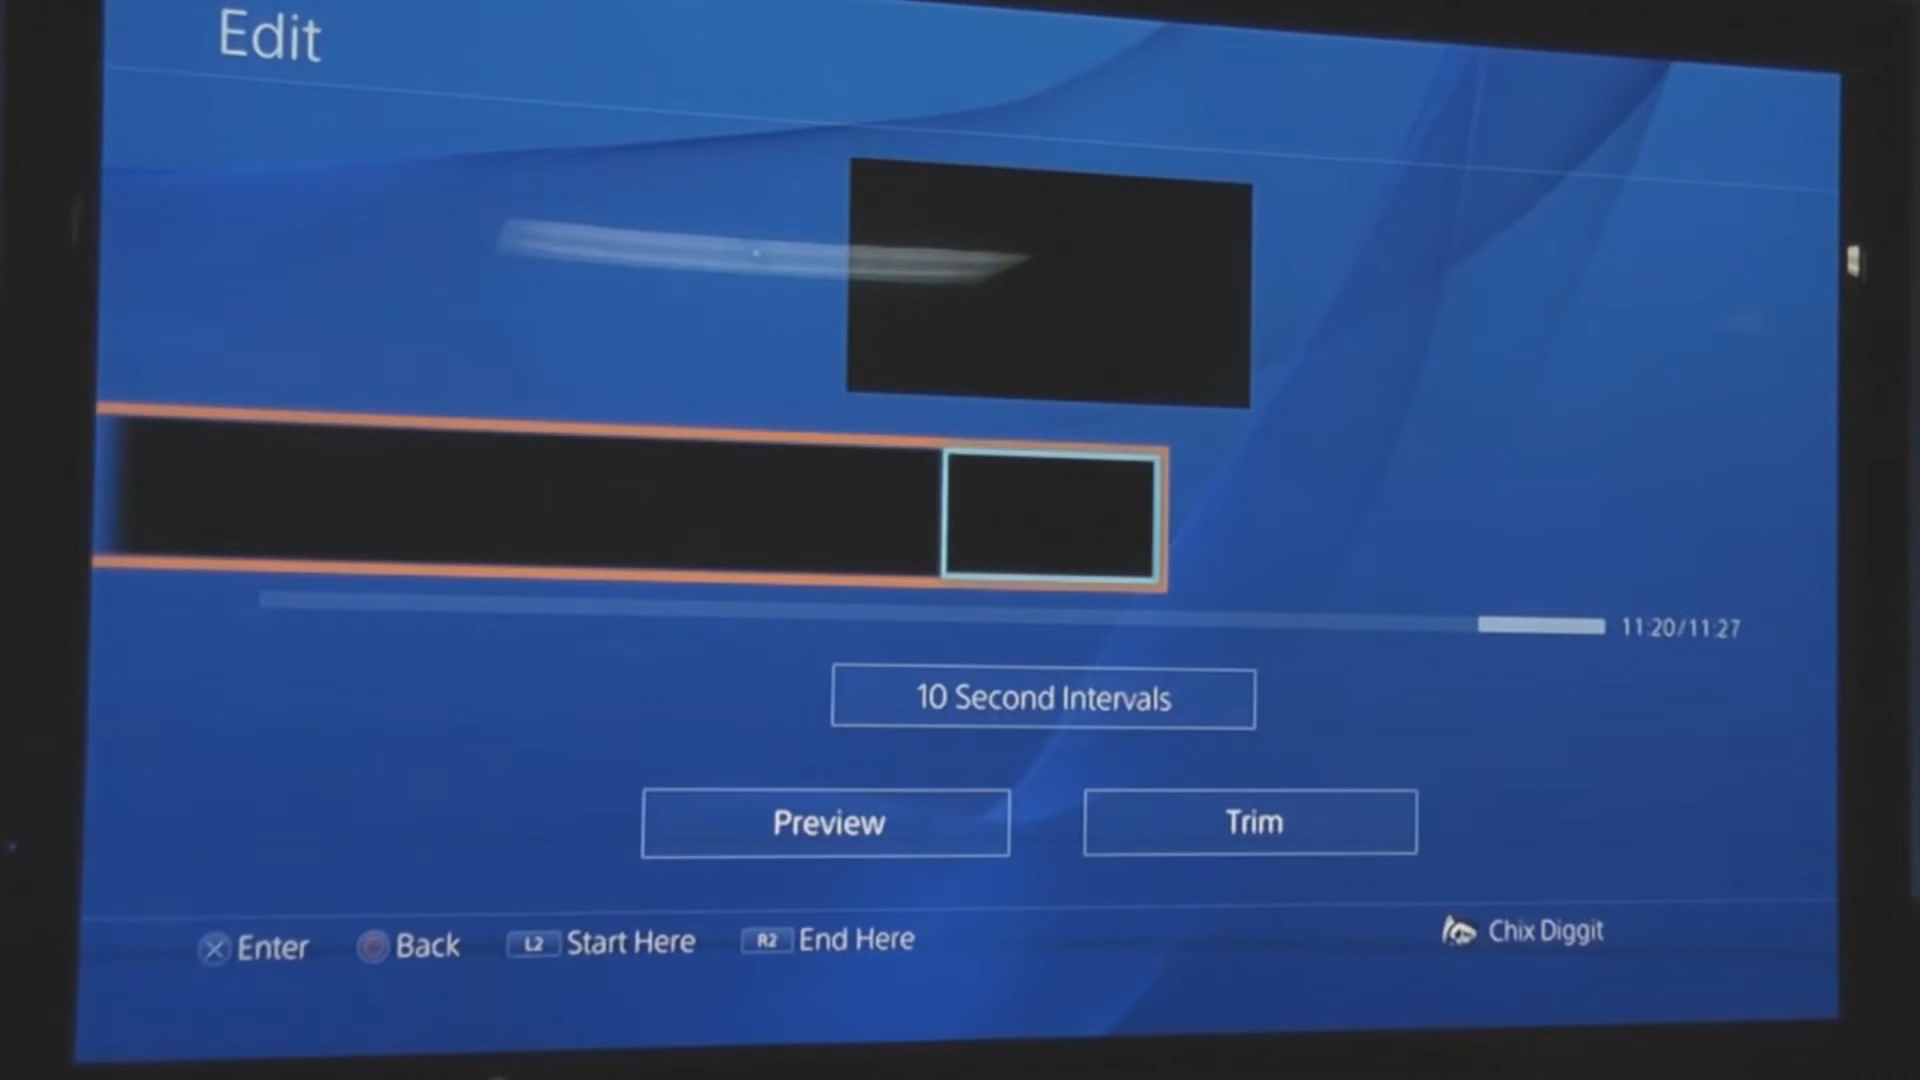 Edit
11:20/11:27
10 Second Intervals
Preview
Trim
Enter
Back
L2 Start Here
R2 End Here
Chix Diggit